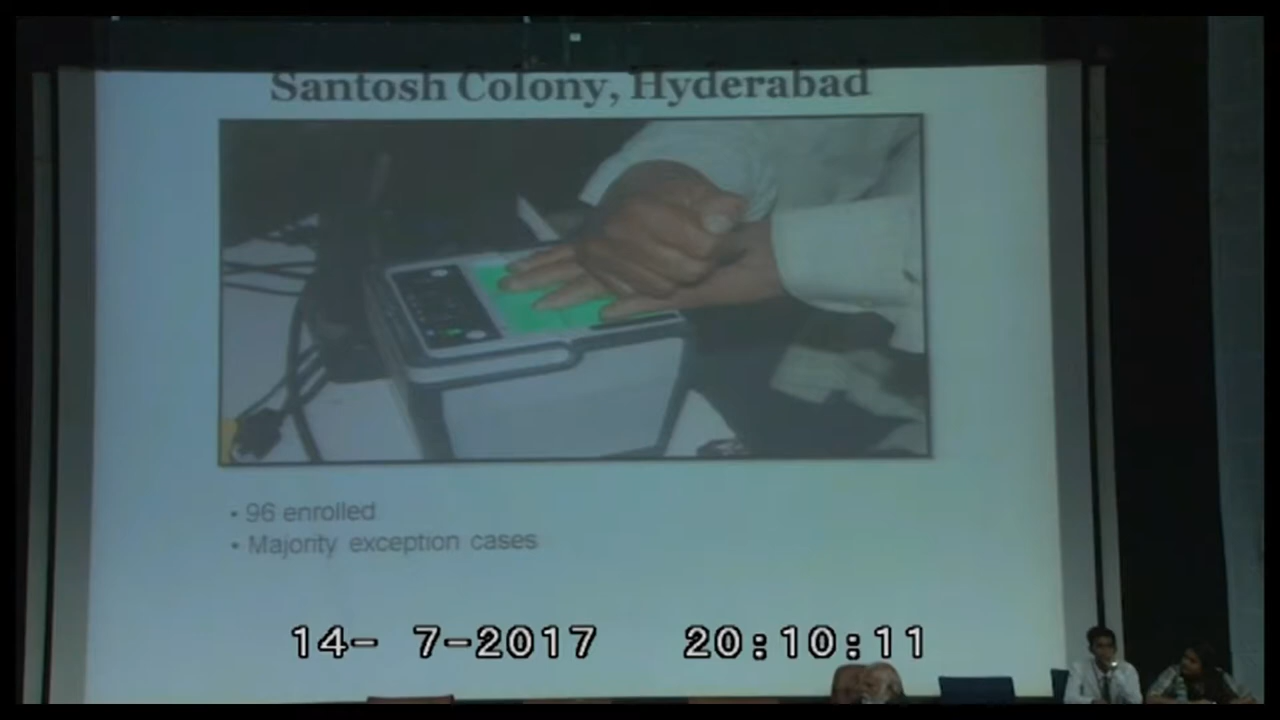 Santosh Colony, Hyderabad
• 96 enrolled
• Majority exception cases
14- 7-2017 20:10:11